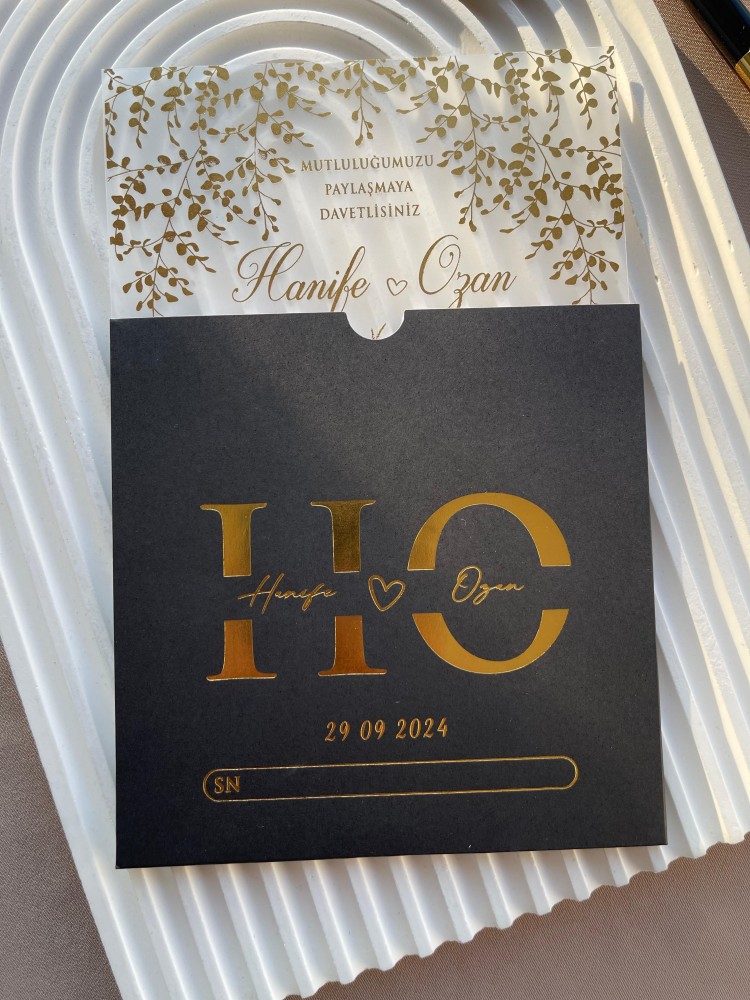 MUTLULUĞUMUZU
PAYLAŞMAYA
DAVETLİSİNİZ
Hanife Ozan
HO
Hanife Ozan
29 09 2024
SN